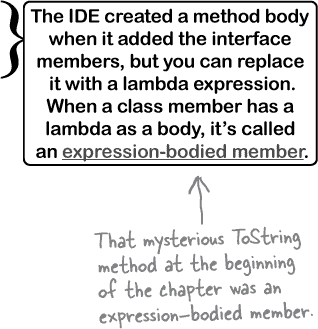 The IDE created a method body
when it added the interface
members, but you can replace
it with a lambda expression.
When a class member has a
lambda as a body, it’s called
an expression-bodied member.
That mysterious ToString
method at the beginning
of the chapter was an
expression-bodied member.